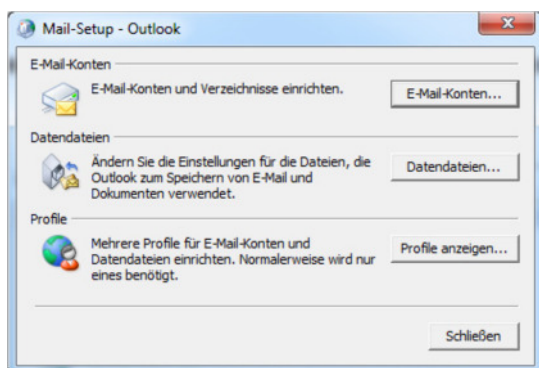 Mail-Setup - Outlook
E-Mail-Konten
E-Mail-Konten und Verzeichnisse einrichten.
E-Mail-Konten...
Datendateien
Ändern Sie die Einstellungen für die Dateien, die
Outlook zum Speichern von E-Mail und
Dokumenten verwendet.
Datendateien...
Profile
Mehrere Profile für E-Mail-Konten und
Datendateien einrichten. Normalerweise wird nur
eines benötigt.
Profile anzeigen...
Schließen